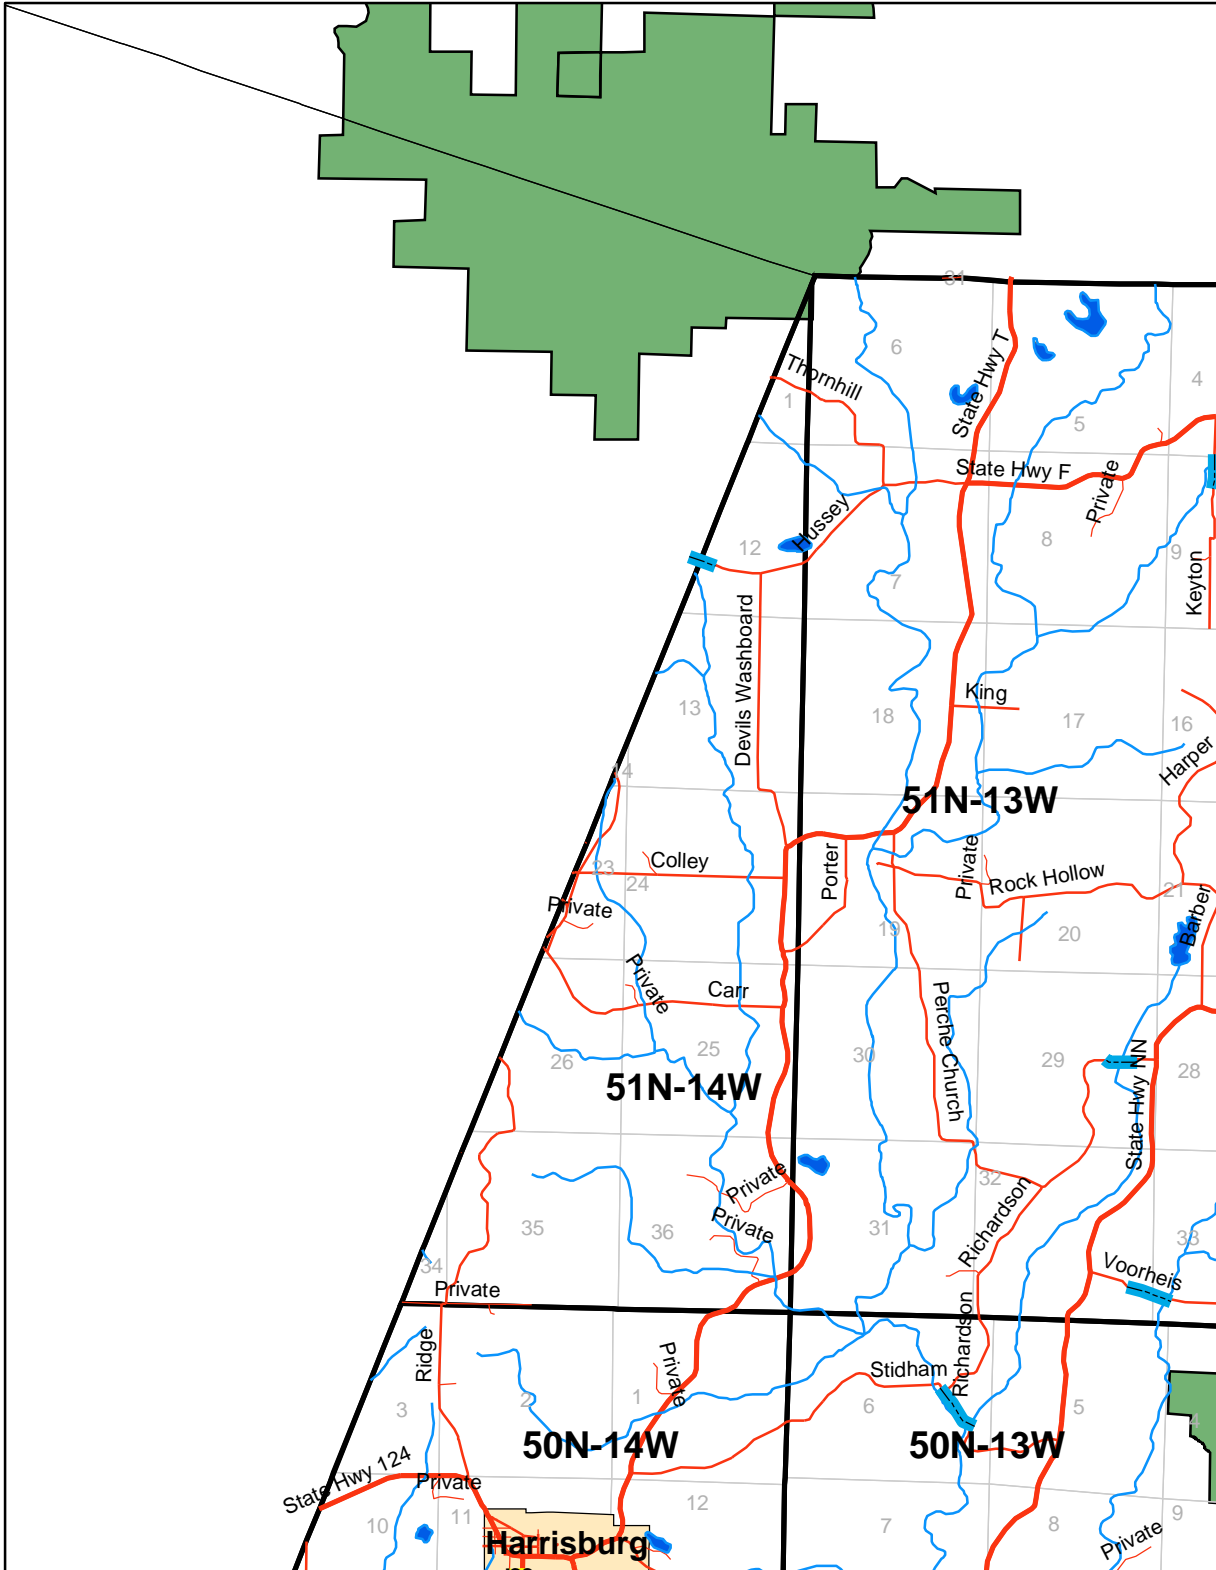 31
6
State Hwy T
Thornhill
4
1
5
State Hwy F
Private
Hussey
12
8
9
7
Keyton
Devils Washboard
King
13
18
17
16
Harper
14
51N-13W
Colley
Porter
Private
23
24
Rock Hollow
21
Private
Barber
19
20
Private
Carr
Perche Church
26
25
30
29
28
51N-14W
State Hwy NN
Private
32
Private
35
36
31
Richardson
33
34
Voorheis
Private
Ridge
Richardson
Private
Stidham
3
2
1
6
5
4
50N-14W
50N-13W
State Hwy 124
Private
12
10
11
7
8
9
Harrisburg
Private